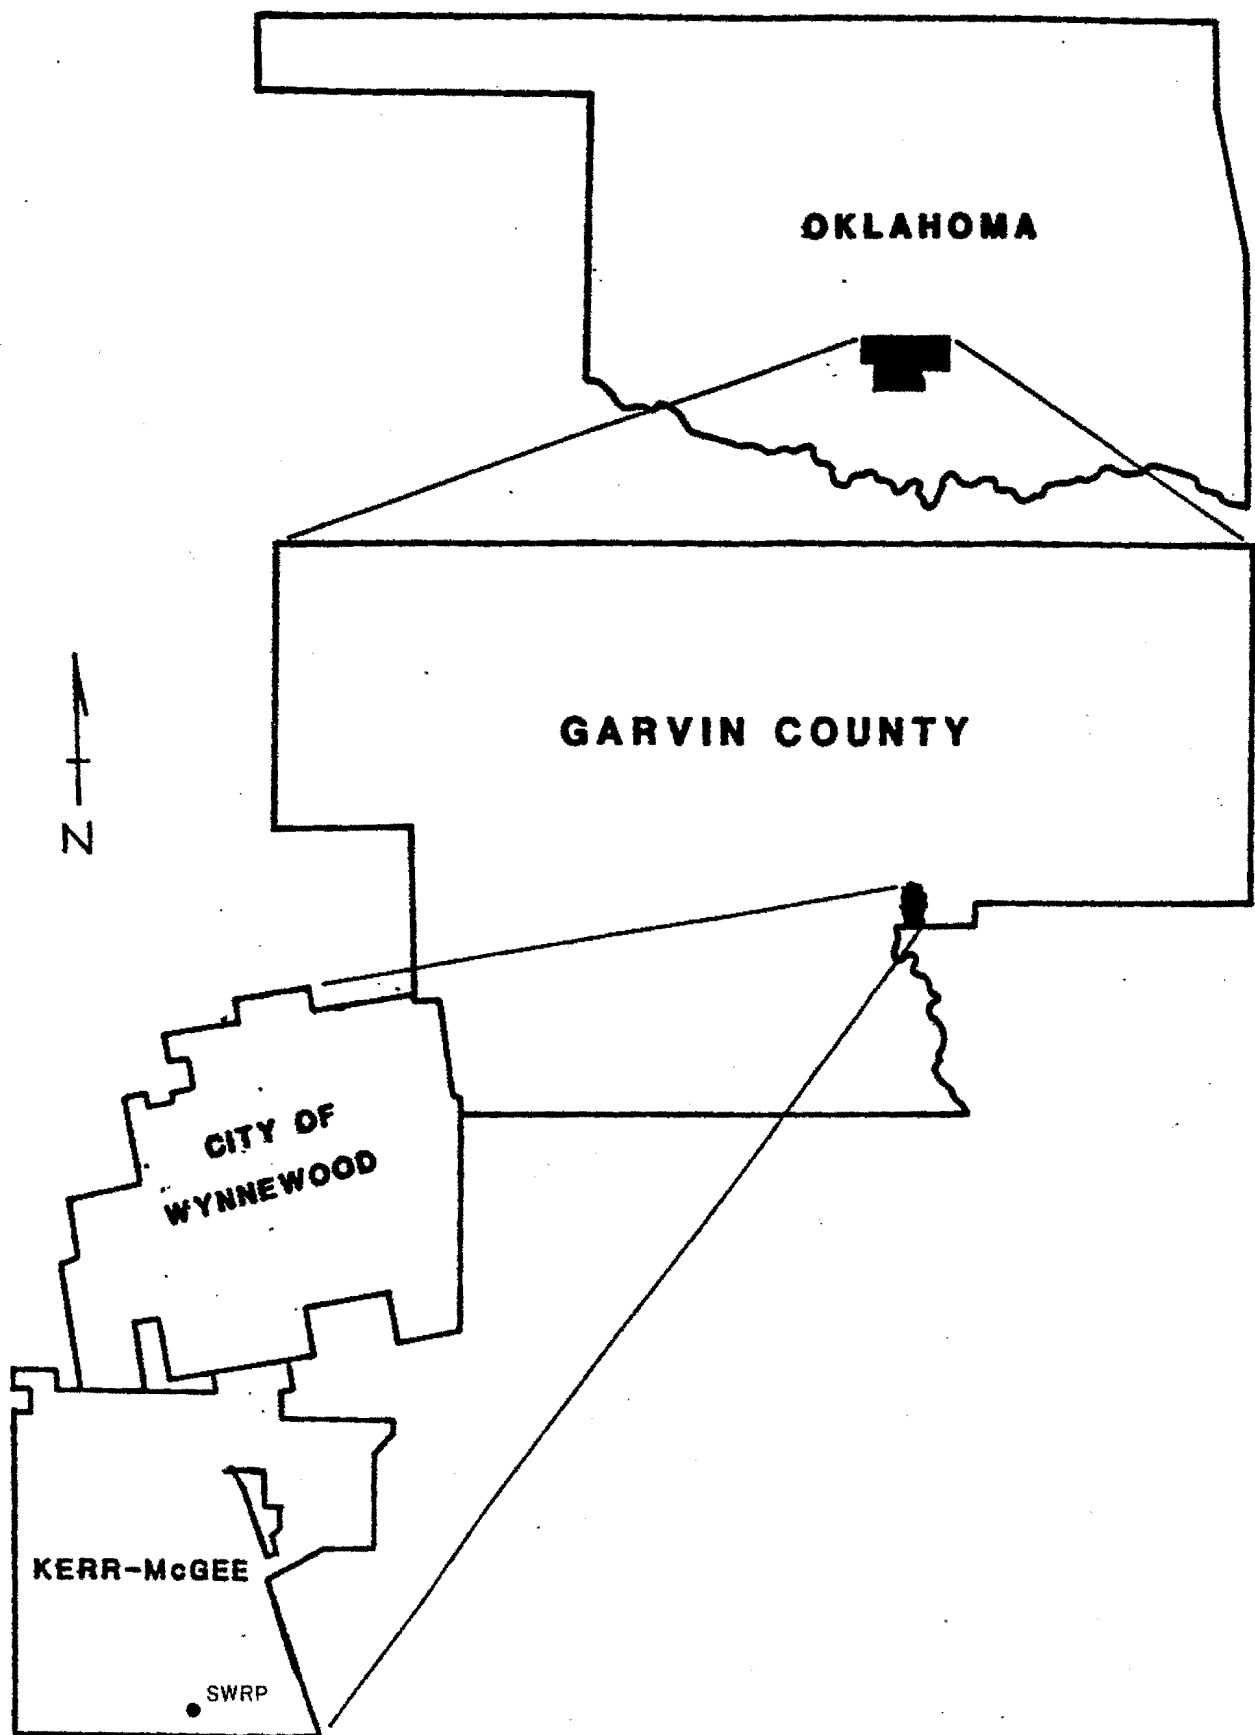 OKLAHOMA
GARVIN COUNTY
N
CITY OF
WYNNEWOOD
KERR-McGEE
SWRP